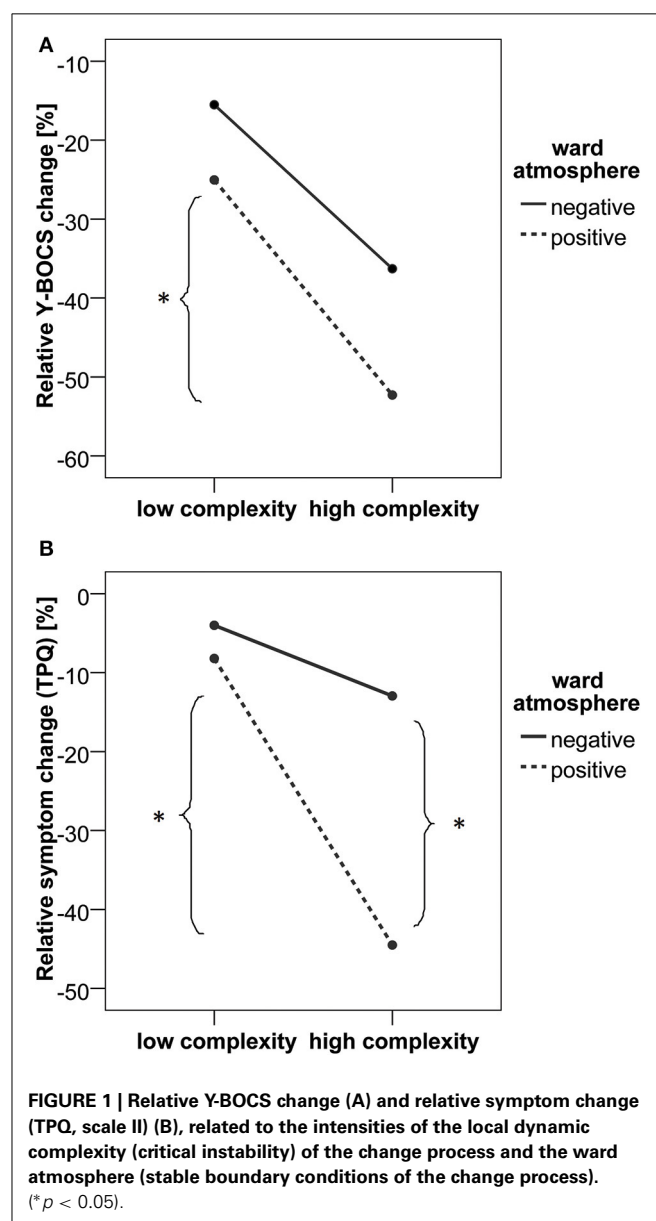 A
Relative Y-BOCS change [%]
-10
-20
-30
-40
-50
-60
*
low complexity high complexity
ward
atmosphere
negative
positive
B
Relative symptom change (TPQ) [%]
0
-10
-20
-30
-40
-50
*
*
low complexity high complexity
ward
atmosphere
negative
positive
FIGURE 1 | Relative Y-BOCS change (A) and relative symptom change
(TPQ, scale II) (B), related to the intensities of the local dynamic
complexity (critical instability) of the change process and the ward
atmosphere (stable boundary conditions of the change process).
(*p < 0.05).